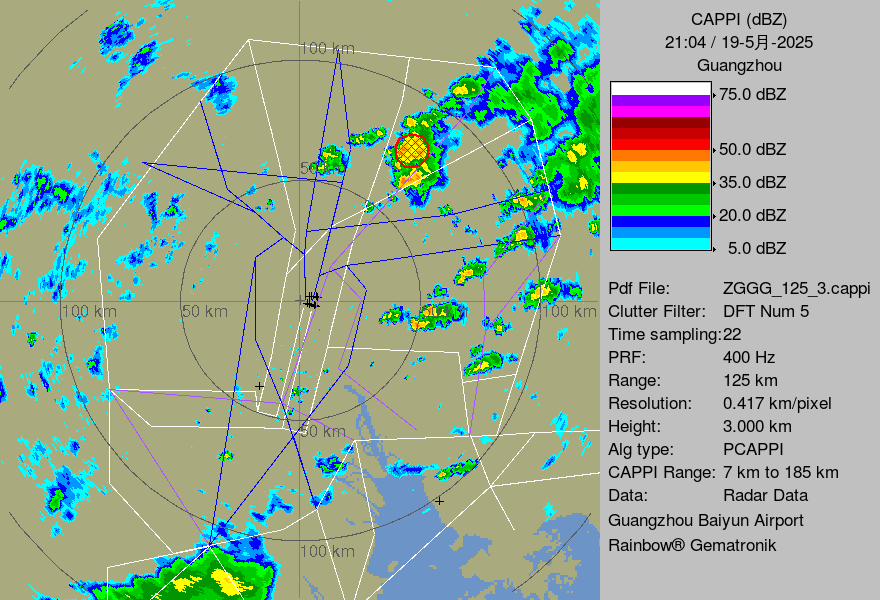 CAPPI (dBZ)
21:04 / 19-5月-2025
Guangzhou
75.0 dBZ
50.0 dBZ
35.0 dBZ
20.0 dBZ
5.0 dBZ
Pdf File: ZGGG_125_3.cappi
Clutter Filter: DFT Num 5
Time sampling:22
PRF: 400 Hz
Range: 125 km
Resolution: 0.417 km/pixel
Height: 3.000 km
Alg type: PCAPPI
CAPPI Range: 7 km to 185 km
Data: Radar Data
Guangzhou Baiyun Airport
Rainbow® Gematronik
100 km
100 km
50 km
100 km
50 km
100 km